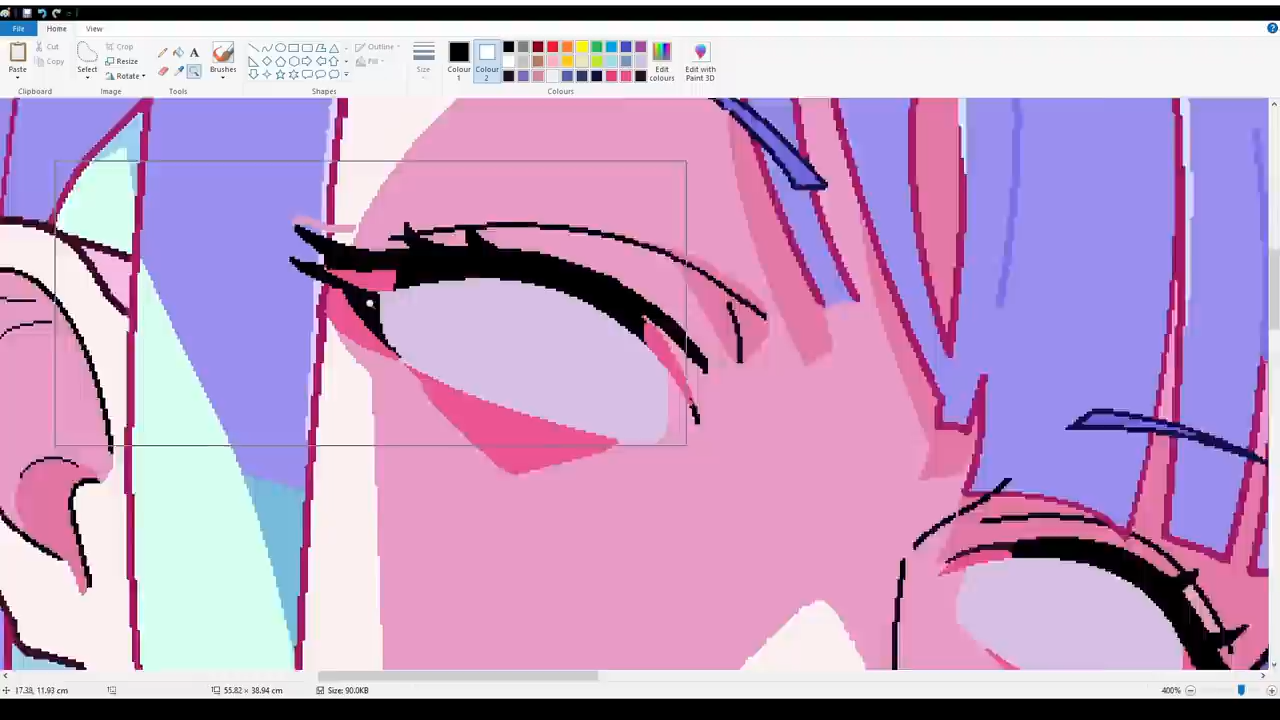 File Home View
Paste Cut Copy Clipboard
Select Crop Resize Rotate Image
A Tools
Brushes
Outline Fill Shapes
Size
Colour 1 Colour 2 Edit colours Colours
Edit with Paint 3D
17.38, 11.93 cm 55.82 × 38.94 cm Size: 90.0KB 400%